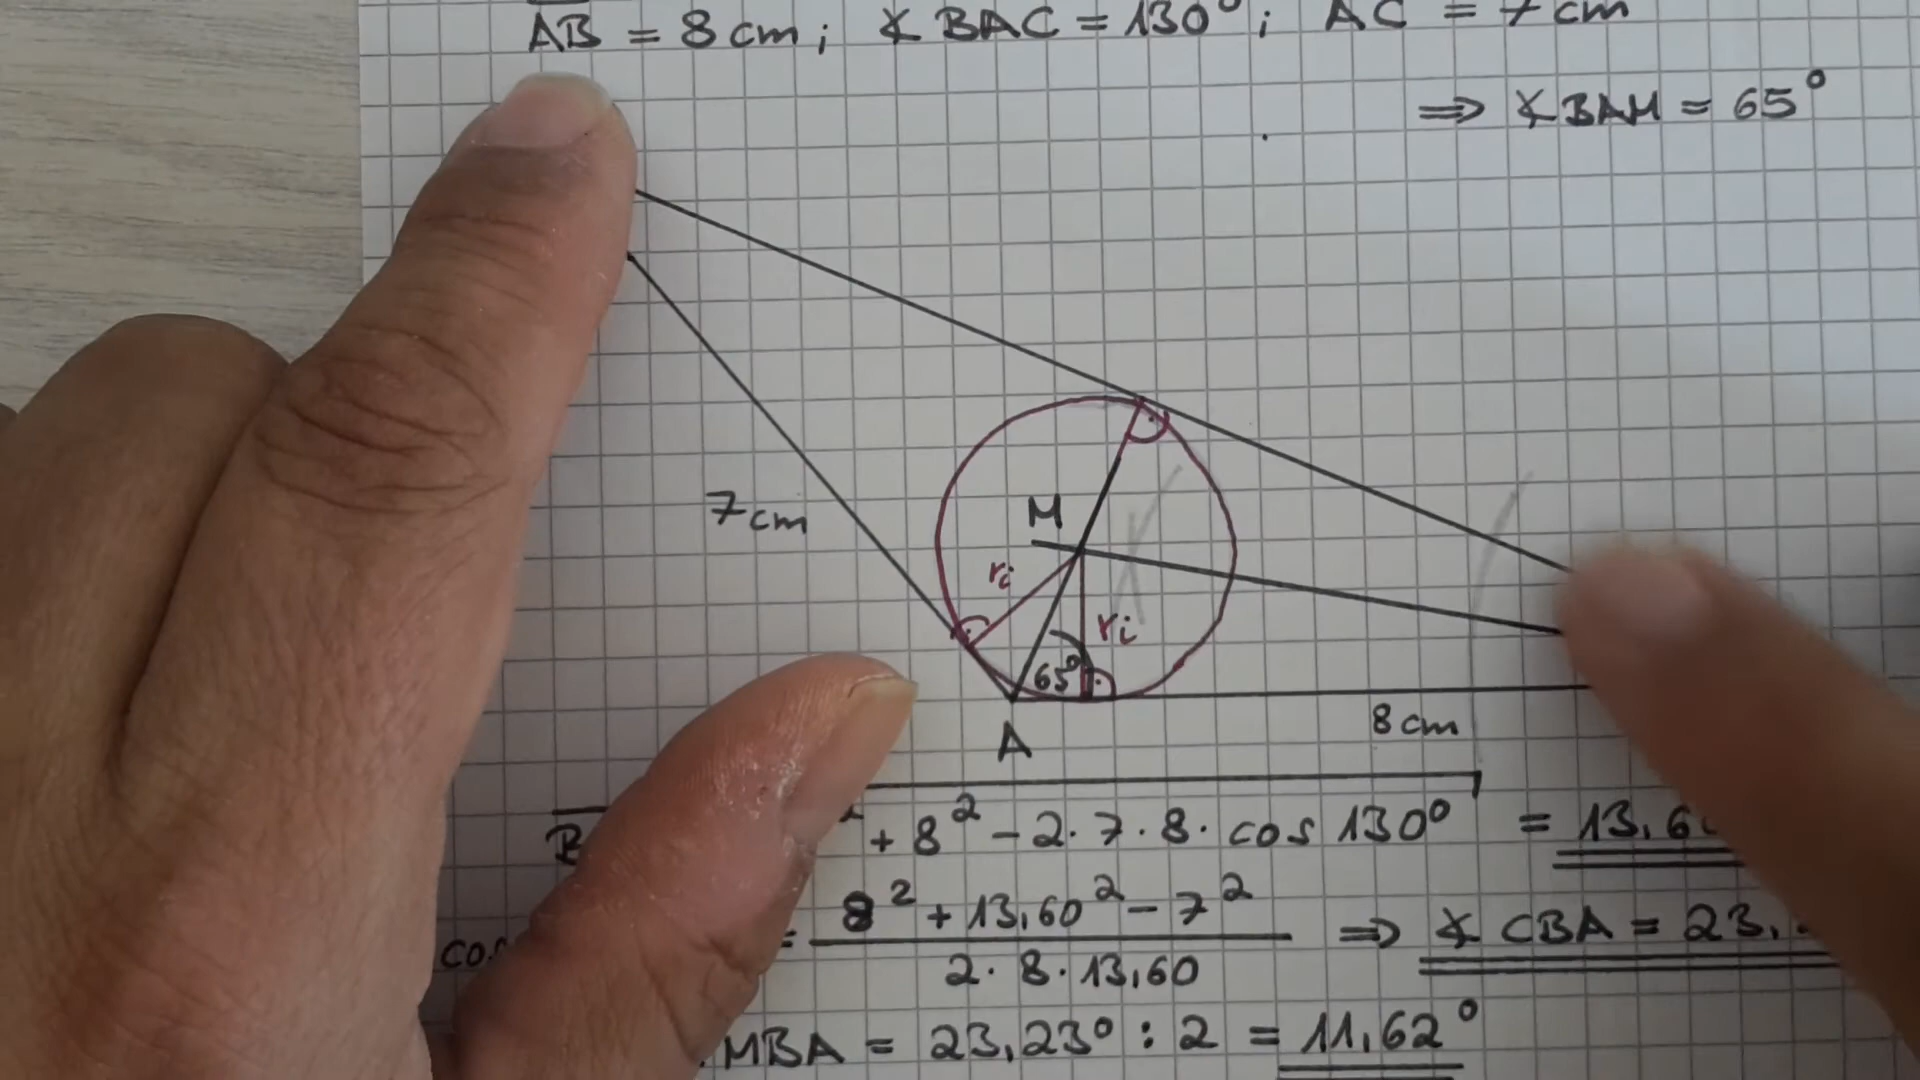 AB = 8 cm ; ∢ BAC = 130° ; AC = 7 cm
⇒ ∢ BAM = 65°
7 cm
M
ri
ri
65°
A
8 cm
+ 8² - 2 · 7 · 8 · cos 130° = 13,60
= 8² + 13,60² - 7²
2 · 8 · 13,60
⇒ ∢ CBA = 23,
MBA = 23,23° : 2 = 11,62°